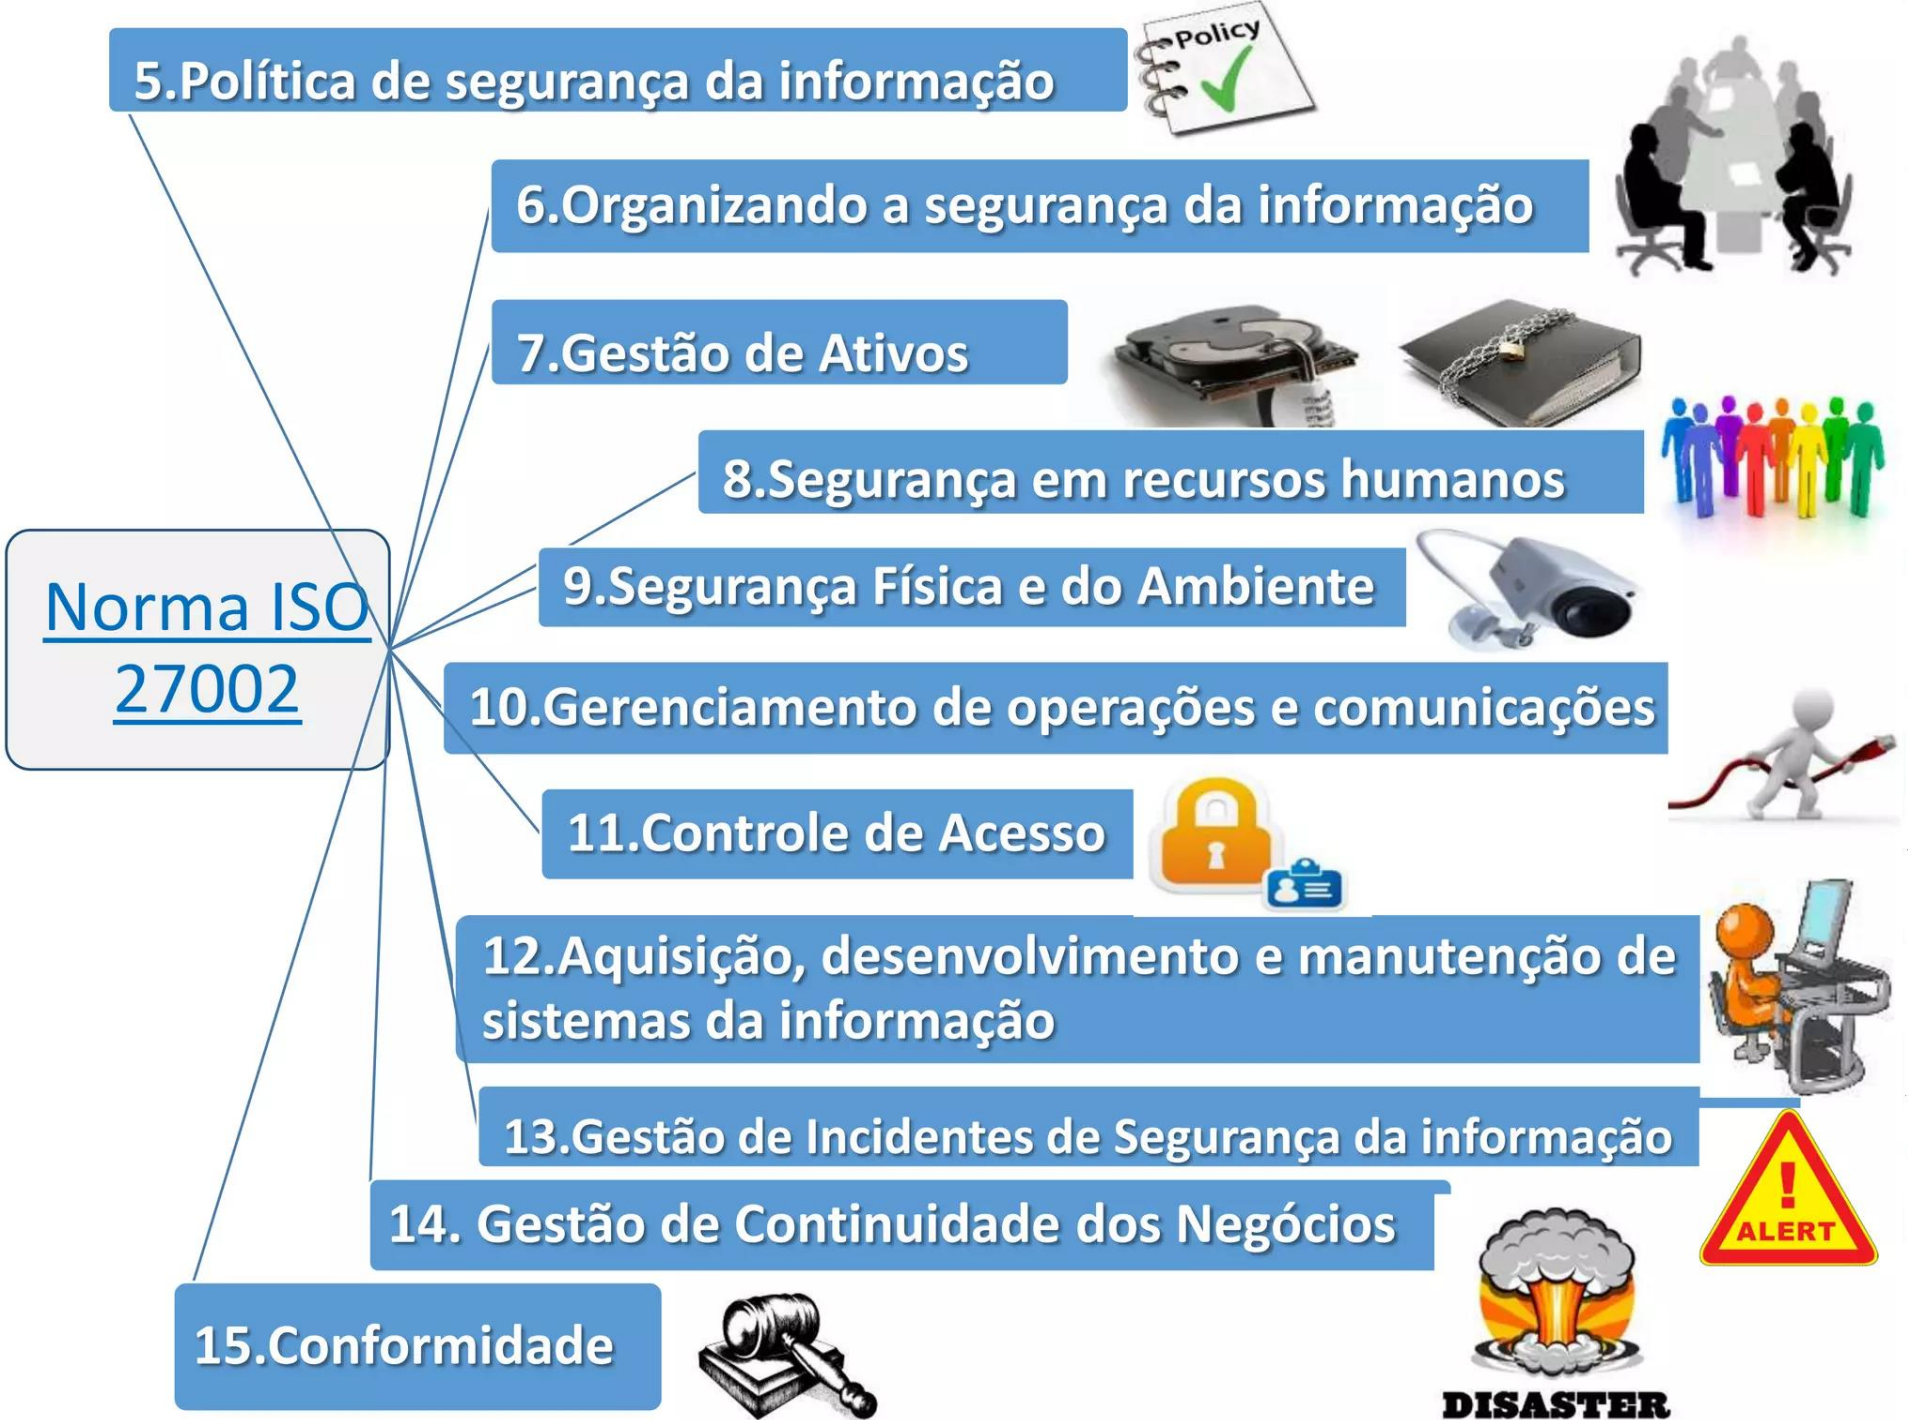 5.Política de segurança da informação
Policy
6.Organizando a segurança da informação
7.Gestão de Ativos
8.Segurança em recursos humanos
9.Segurança Física e do Ambiente
Norma ISO
27002
10.Gerenciamento de operações e comunicações
11.Controle de Acesso
12.Aquisição, desenvolvimento e manutenção de
sistemas da informação
13.Gestão de Incidentes de Segurança da informação
!
ALERT
14. Gestão de Continuidade dos Negócios
15.Conformidade
DISASTER